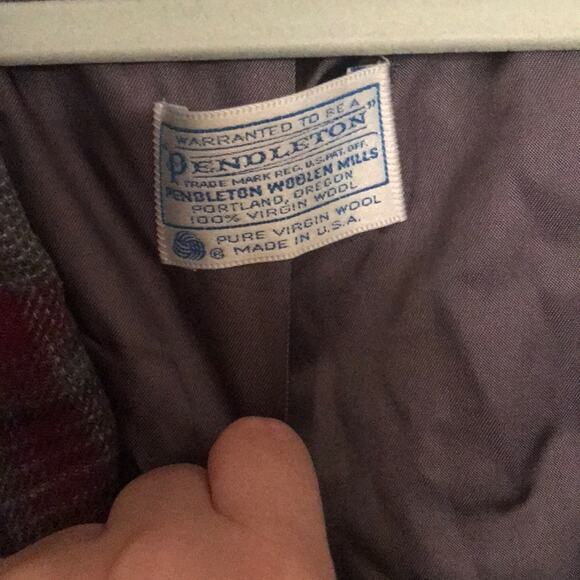 WARRANTED TO BE A
"PENDLETON"
TRADE MARK REG. U.S. PAT. OFF.
PENDLETON WOOLEN MILLS
PORTLAND, OREGON
100% VIRGIN WOOL
PURE VIRGIN WOOL
® MADE IN U.S.A.